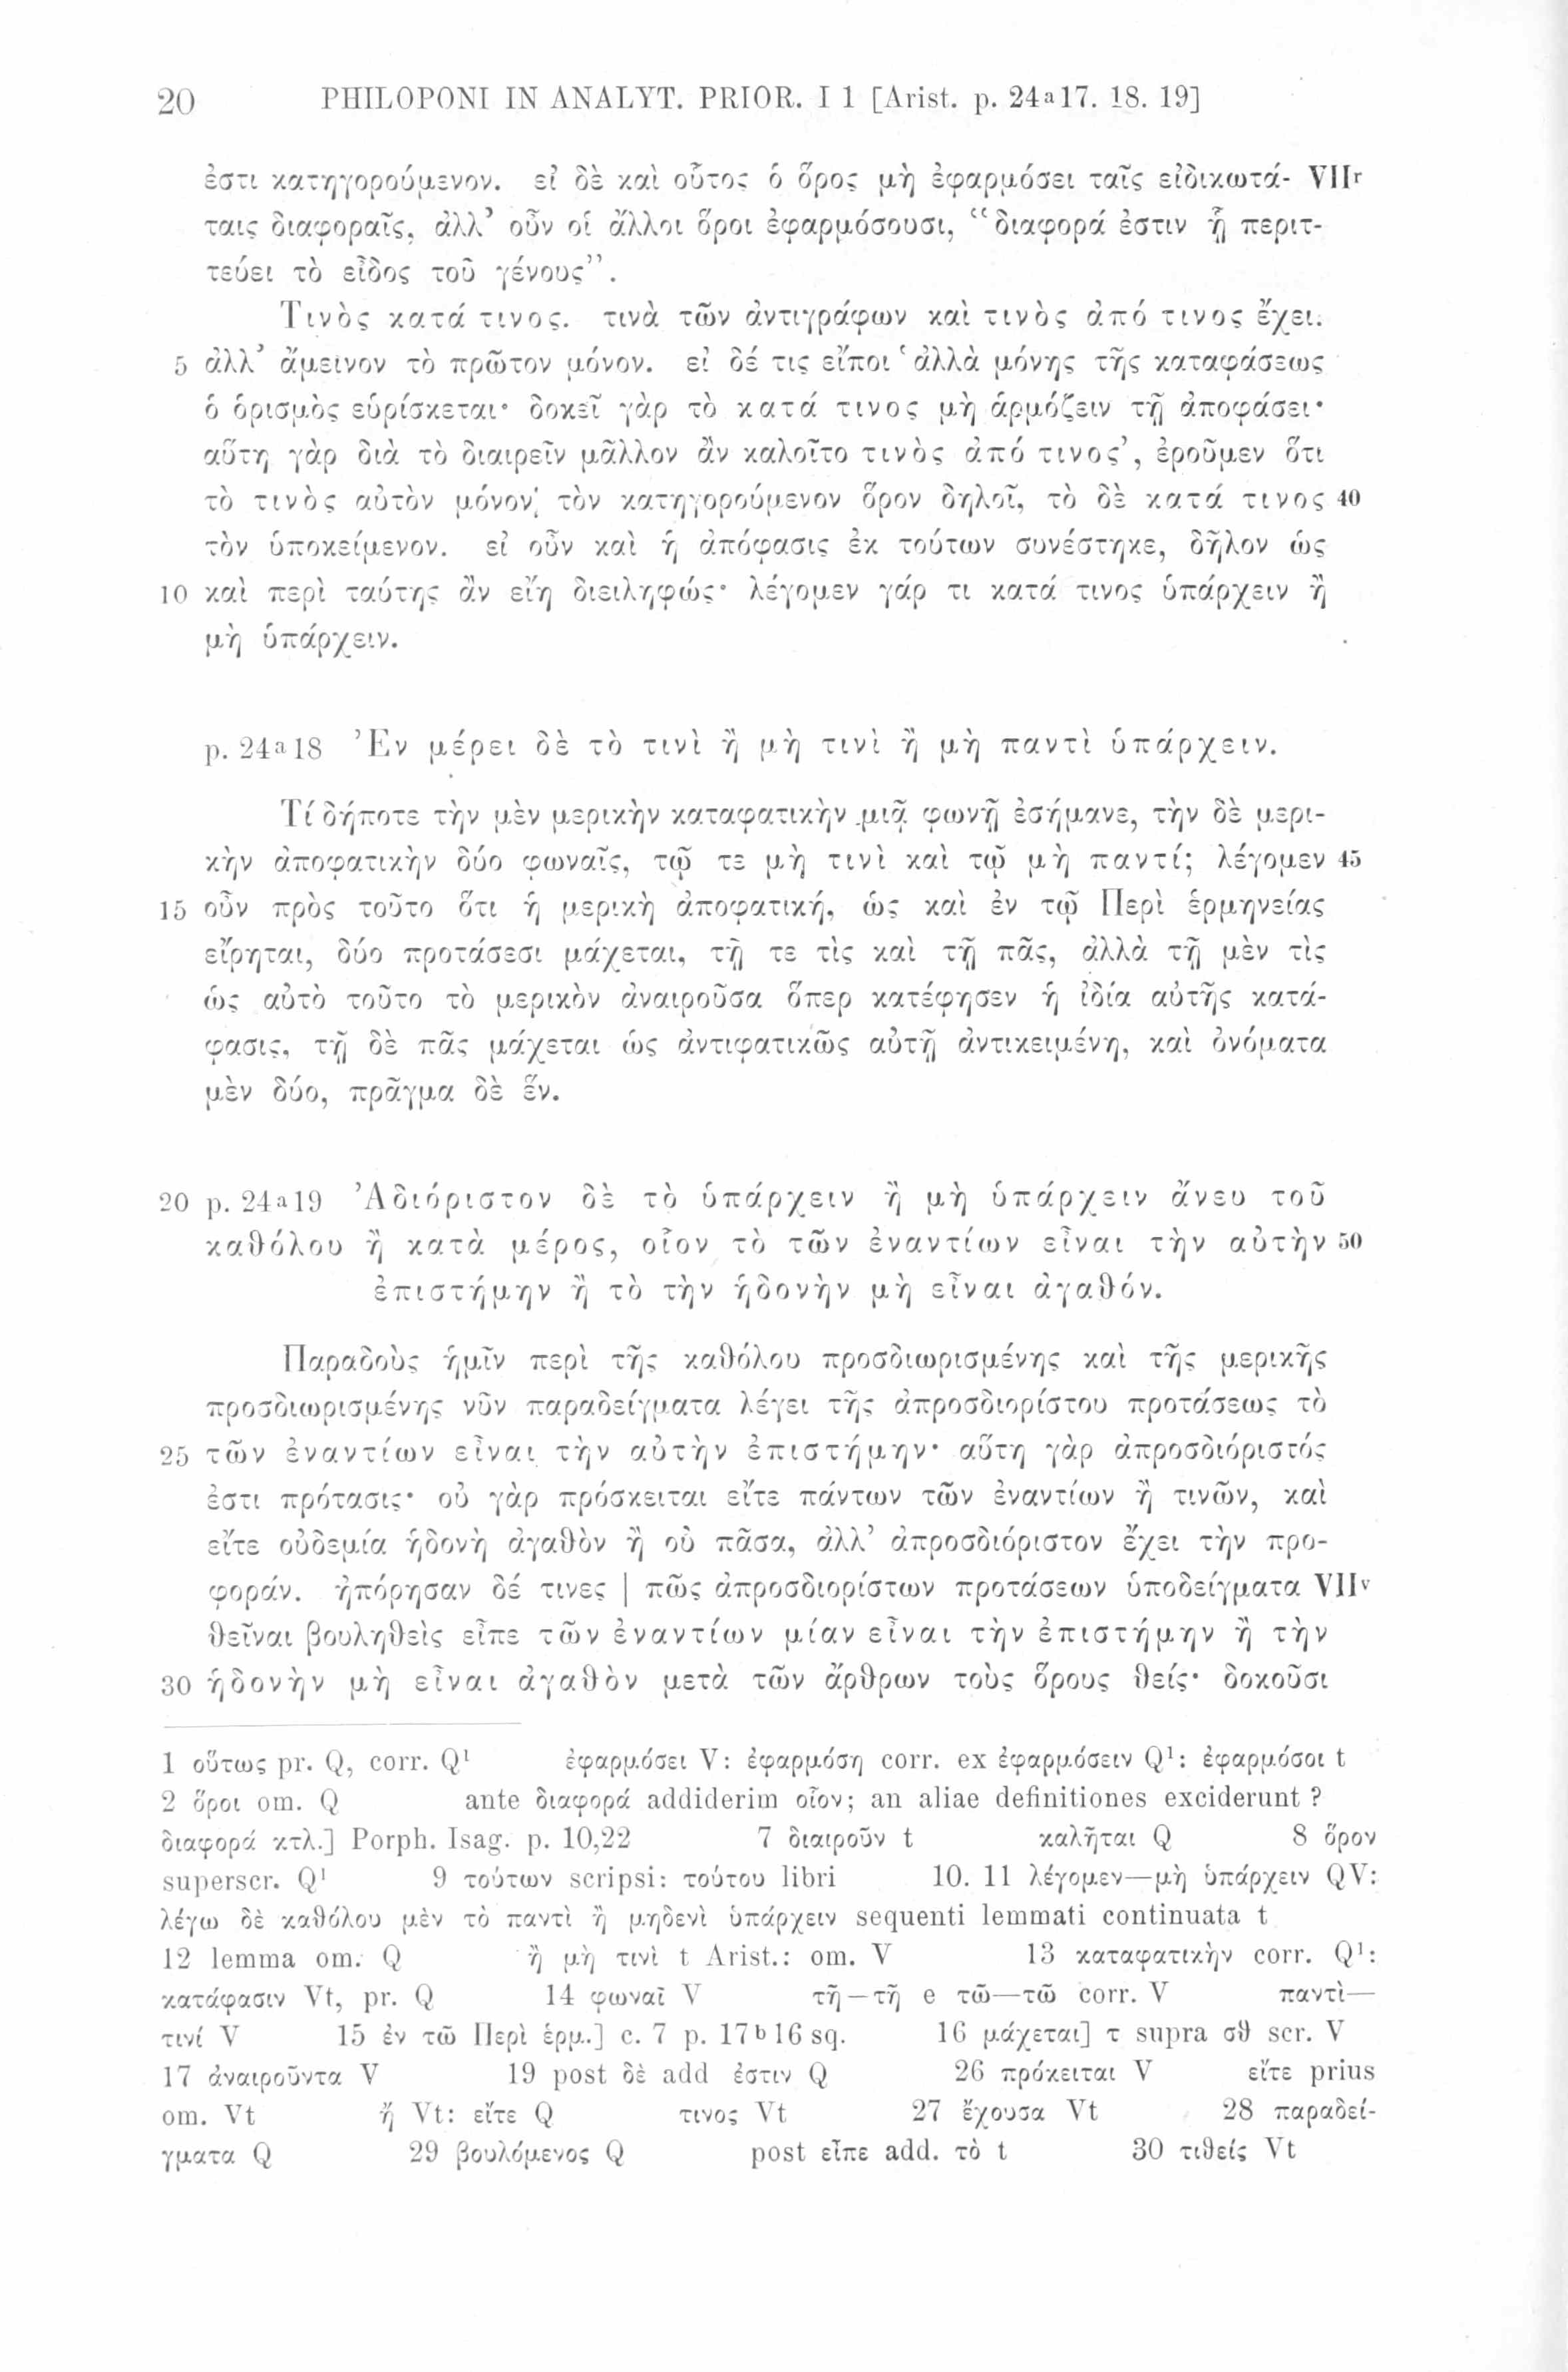 20 PHILOPONI IN ANALYT. PRIOR. I 1 [Arist. p. 24a17. 18. 19]
ἐστι κατηγορούμενον. εἰ δὲ καὶ οὗτος ὁ ὅρος μὴ ἐφαρμόσει ταῖς εἰδικωτά- VIIr
ταις διαφοραῖς, ἀλλ’ οὖν οἱ ἄλλοι ὅροι ἐφαρμόσουσι, “διαφορά ἐστιν ᾗ περιτ-
τεύει τὸ εἶδος τοῦ γένους”.
Τινὸς κατά τινος. τινὰ τῶν ἀντιγράφων καὶ τινὸς ἀπό τινος ἔχει.
5 ἀλλ’ ἄμεινον τὸ πρῶτον μόνον. εἰ δέ τις εἴποι ‘ἀλλὰ μόνης τῆς καταφάσεως
ὁ ὁρισμὸς εὑρίσκεται· δοκεῖ γὰρ τὸ κατά τινος μὴ ἁρμόζειν τῇ ἀποφάσει·
αὕτη γὰρ διὰ τὸ διαιρεῖν μᾶλλον ἂν καλοῖτο τινὸς ἀπό τινος’, ἐροῦμεν ὅτι
τὸ τινὸς αὐτὸν μόνον τὸν κατηγορούμενον ὅρον δηλοῖ, τὸ δὲ κατά τινος 40
τὸν ὑποκείμενον. εἰ οὖν καὶ ἡ ἀπόφασις ἐκ τούτων συνέστηκε, δῆλον ὡς
10 καὶ περὶ ταύτης ἂν εἴη διειληφώς· λέγομεν γάρ τι κατά τινος ὑπάρχειν ἢ
μὴ ὑπάρχειν.
p. 24a18 Ἐν μέρει δὲ τὸ τινὶ ἢ μὴ τινὶ ἢ μὴ παντὶ ὑπάρχειν.
Τί δήποτε τὴν μὲν μερικὴν καταφατικὴν μιᾷ φωνῇ ἐσήμανε, τὴν δὲ μερι-
κὴν ἀποφατικὴν δύο φωναῖς, τῷ τε μὴ τινὶ καὶ τῷ μὴ παντί; λέγομεν 45
15 οὖν πρὸς τοῦτο ὅτι ἡ μερικὴ ἀποφατική, ὡς καὶ ἐν τῷ Περὶ ἑρμηνείας
εἴρηται, δύο προτάσεσι μάχεται, τῇ τε τὶς καὶ τῇ πᾶς, ἀλλὰ τῇ μὲν τὶς
ὡς αὐτὸ τοῦτο τὸ μερικὸν ἀναιροῦσα ὅπερ κατέφησεν ἡ ἰδία αὐτῆς κατά-
φασις, τῇ δὲ πᾶς μάχεται ὡς ἀντιφατικῶς αὐτῇ ἀντικειμένη, καὶ ὀνόματα
μὲν δύο, πρᾶγμα δὲ ἕν.
20 p. 24a19 Ἀδιόριστον δὲ τὸ ὑπάρχειν ἢ μὴ ὑπάρχειν ἄνευ τοῦ
καθόλου ἢ κατὰ μέρος, οἷον τὸ τῶν ἐναντίων εἶναι τὴν αὐτὴν 50
ἐπιστήμην ἢ τὸ τὴν ἡδονὴν μὴ εἶναι ἀγαθόν.
Παραδοὺς ἡμῖν περὶ τῆς καθόλου προσδιωρισμένης καὶ τῆς μερικῆς
προσδιωρισμένης νῦν παραδείγματα λέγει τῆς ἀπροσδιορίστου προτάσεως τὸ
25 τῶν ἐναντίων εἶναι τὴν αὐτὴν ἐπιστήμην· αὕτη γὰρ ἀπροσδιόριστός
ἐστι πρότασις· οὐ γὰρ πρόσκειται εἴτε πάντων τῶν ἐναντίων ἢ τινῶν, καὶ
εἴτε οὐδεμία ἡδονὴ ἀγαθὸν ἢ οὐ πᾶσα, ἀλλ’ ἀπροσδιόριστον ἔχει τὴν προ-
φοράν. ἠπόρησαν δέ τινες | πῶς ἀπροσδιορίστων προτάσεων ὑποδείγματα VIIv
θεῖναι βουληθεὶς εἶπε τῶν ἐναντίων μίαν εἶναι τὴν ἐπιστήμην ἢ τὴν
30 ἡδονὴν μὴ εἶναι ἀγαθὸν μετὰ τῶν ἄρθρων τοὺς ὅρους θείς· δοκοῦσι
1 οὕτως pr. Q, corr. Q¹ ἐφαρμόσει V: ἐφαρμόση corr. ex ἐφαρμόσειν Q¹: ἐφαρμόσοι t
2 ὅροι om. Q ante διαφορά addiderim οἷον; an aliae definitiones exciderunt ?
διαφορά κτλ.] Porph. Isag. p. 10,22 7 διαιροῦν t καλῆται Q 8 ὅρον
superscr. Q¹ 9 τούτων scripsi: τούτου libri 10. 11 λέγομεν—μὴ ὑπάρχειν QV:
λέγω δὲ καθόλου μὲν τὸ παντὶ ἢ μηδενὶ ὑπάρχειν sequenti lemmati continuata t
12 lemma om. Q ἢ μὴ τινὶ t Arist.: om. V 13 καταφατικὴν corr. Q¹:
κατάφασιν Vt, pr. Q 14 φωναῖ V τῆ—τῆ e τῶ—τῶ corr. V παντὶ—
τινί V 15 ἐν τῶ Περὶ ἑρμ.] c. 7 p. 17b16 sq. 16 μάχεται] τ supra σθ scr. V
17 ἀναιροῦντα V 19 post δὲ add ἐστιν Q 26 πρόκειται V εἴτε prius
om. Vt ἢ Vt: εἴτε Q τινος Vt 27 ἔχουσα Vt 28 παραδεί-
γματα Q 29 βουλόμενος Q post εἶπε add. τὸ t 30 τιθείς Vt